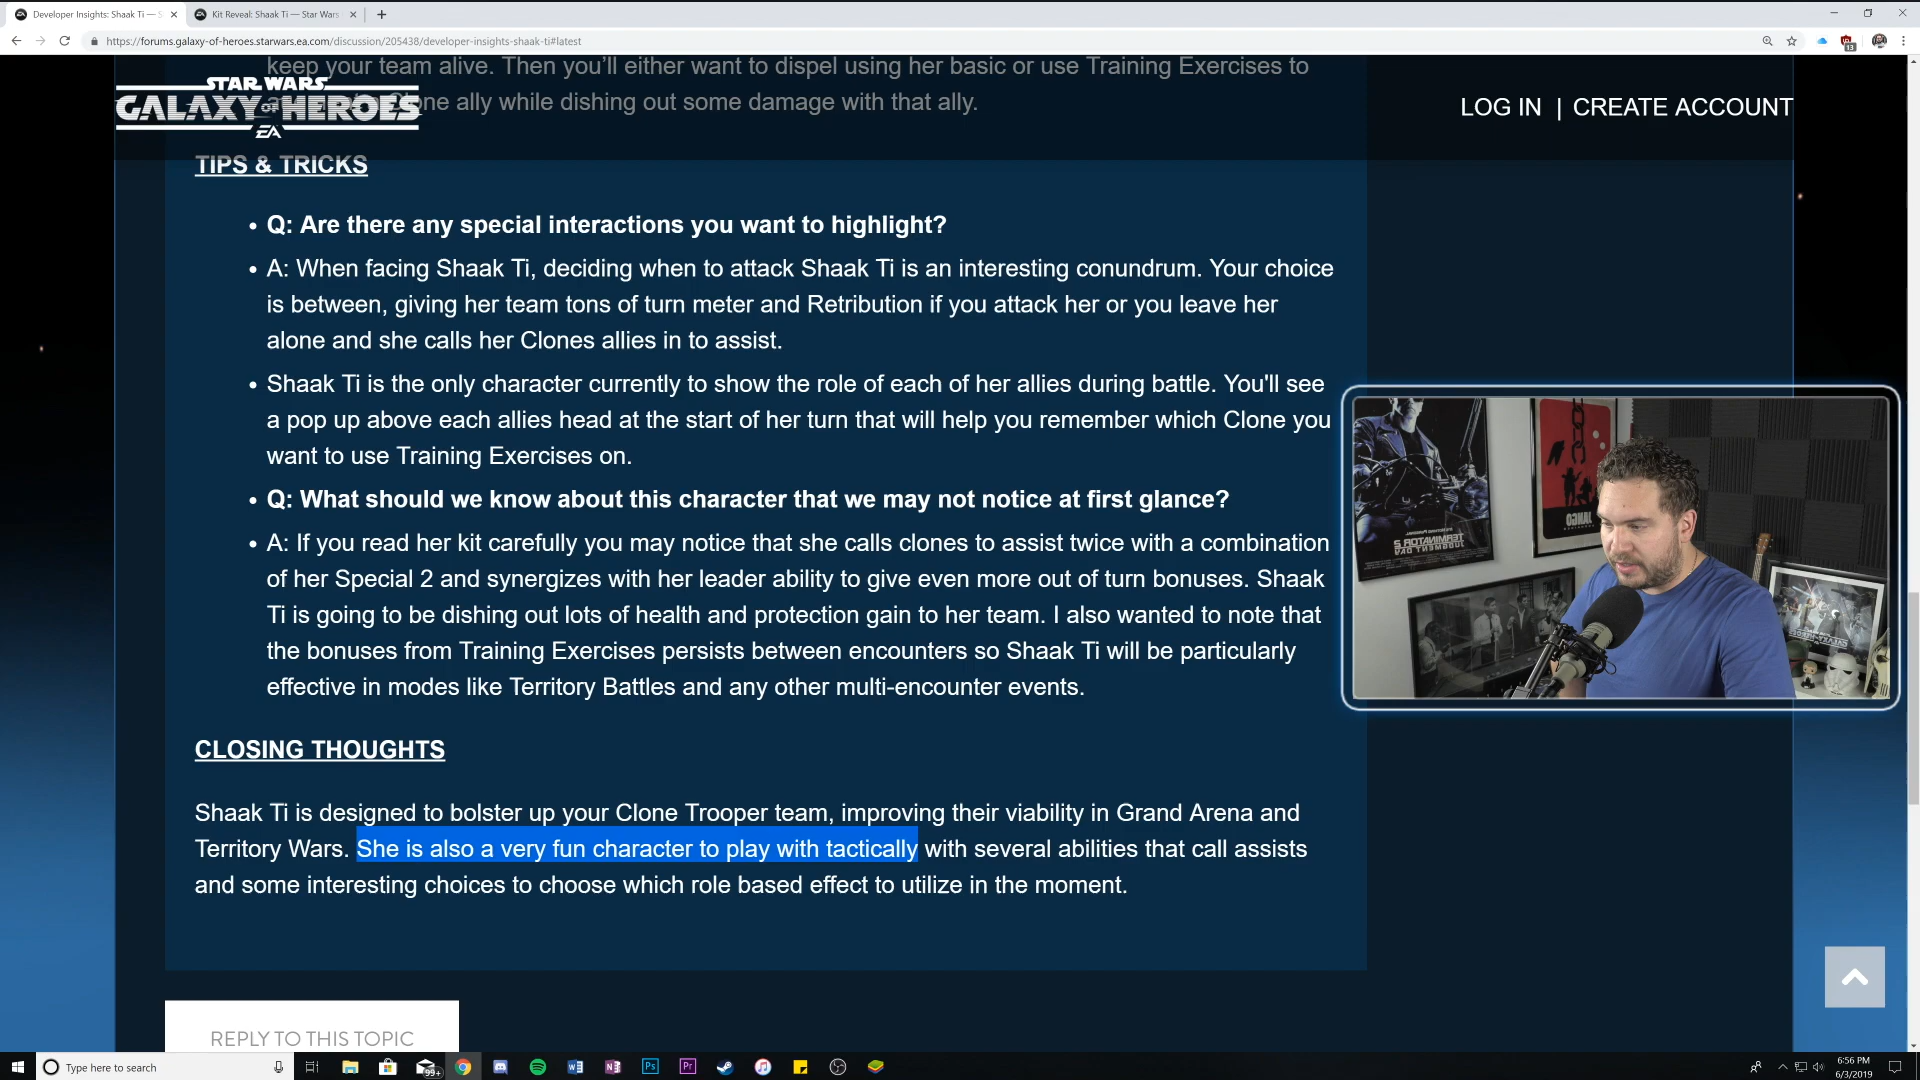 Developer Insights: Shaak Ti — S
Kit Reveal: Shaak Ti — Star Wars
https://forums.galaxy-of-heroes.starwars.ea.com/discussion/205438/developer-insights-shaak-ti#latest
13
keep your team alive. Then you’ll either want to dispel using her basic or use Training Exercises to
ne ally while dishing out some damage with that ally.
STAR WARS
GALAXY OF HEROES
EA
LOG IN | CREATE ACCOUNT
TIPS & TRICKS
• Q: Are there any special interactions you want to highlight?
• A: When facing Shaak Ti, deciding when to attack Shaak Ti is an interesting conundrum. Your choice
is between, giving her team tons of turn meter and Retribution if you attack her or you leave her
alone and she calls her Clones allies in to assist.
• Shaak Ti is the only character currently to show the role of each of her allies during battle. You'll see
a pop up above each allies head at the start of her turn that will help you remember which Clone you
want to use Training Exercises on.
• Q: What should we know about this character that we may not notice at first glance?
• A: If you read her kit carefully you may notice that she calls clones to assist twice with a combination
of her Special 2 and synergizes with her leader ability to give even more out of turn bonuses. Shaak
Ti is going to be dishing out lots of health and protection gain to her team. I also wanted to note that
the bonuses from Training Exercises persists between encounters so Shaak Ti will be particularly
effective in modes like Territory Battles and any other multi-encounter events.
DJANGO
TERMINATOR 2
JUDGMENT DAY
CLOSING THOUGHTS
Shaak Ti is designed to bolster up your Clone Trooper team, improving their viability in Grand Arena and
Territory Wars. She is also a very fun character to play with tactically with several abilities that call assists
and some interesting choices to choose which role based effect to utilize in the moment.
REPLY TO THIS TOPIC
Type here to search
99+
Ps
Pr
6:56 PM
6/3/2019